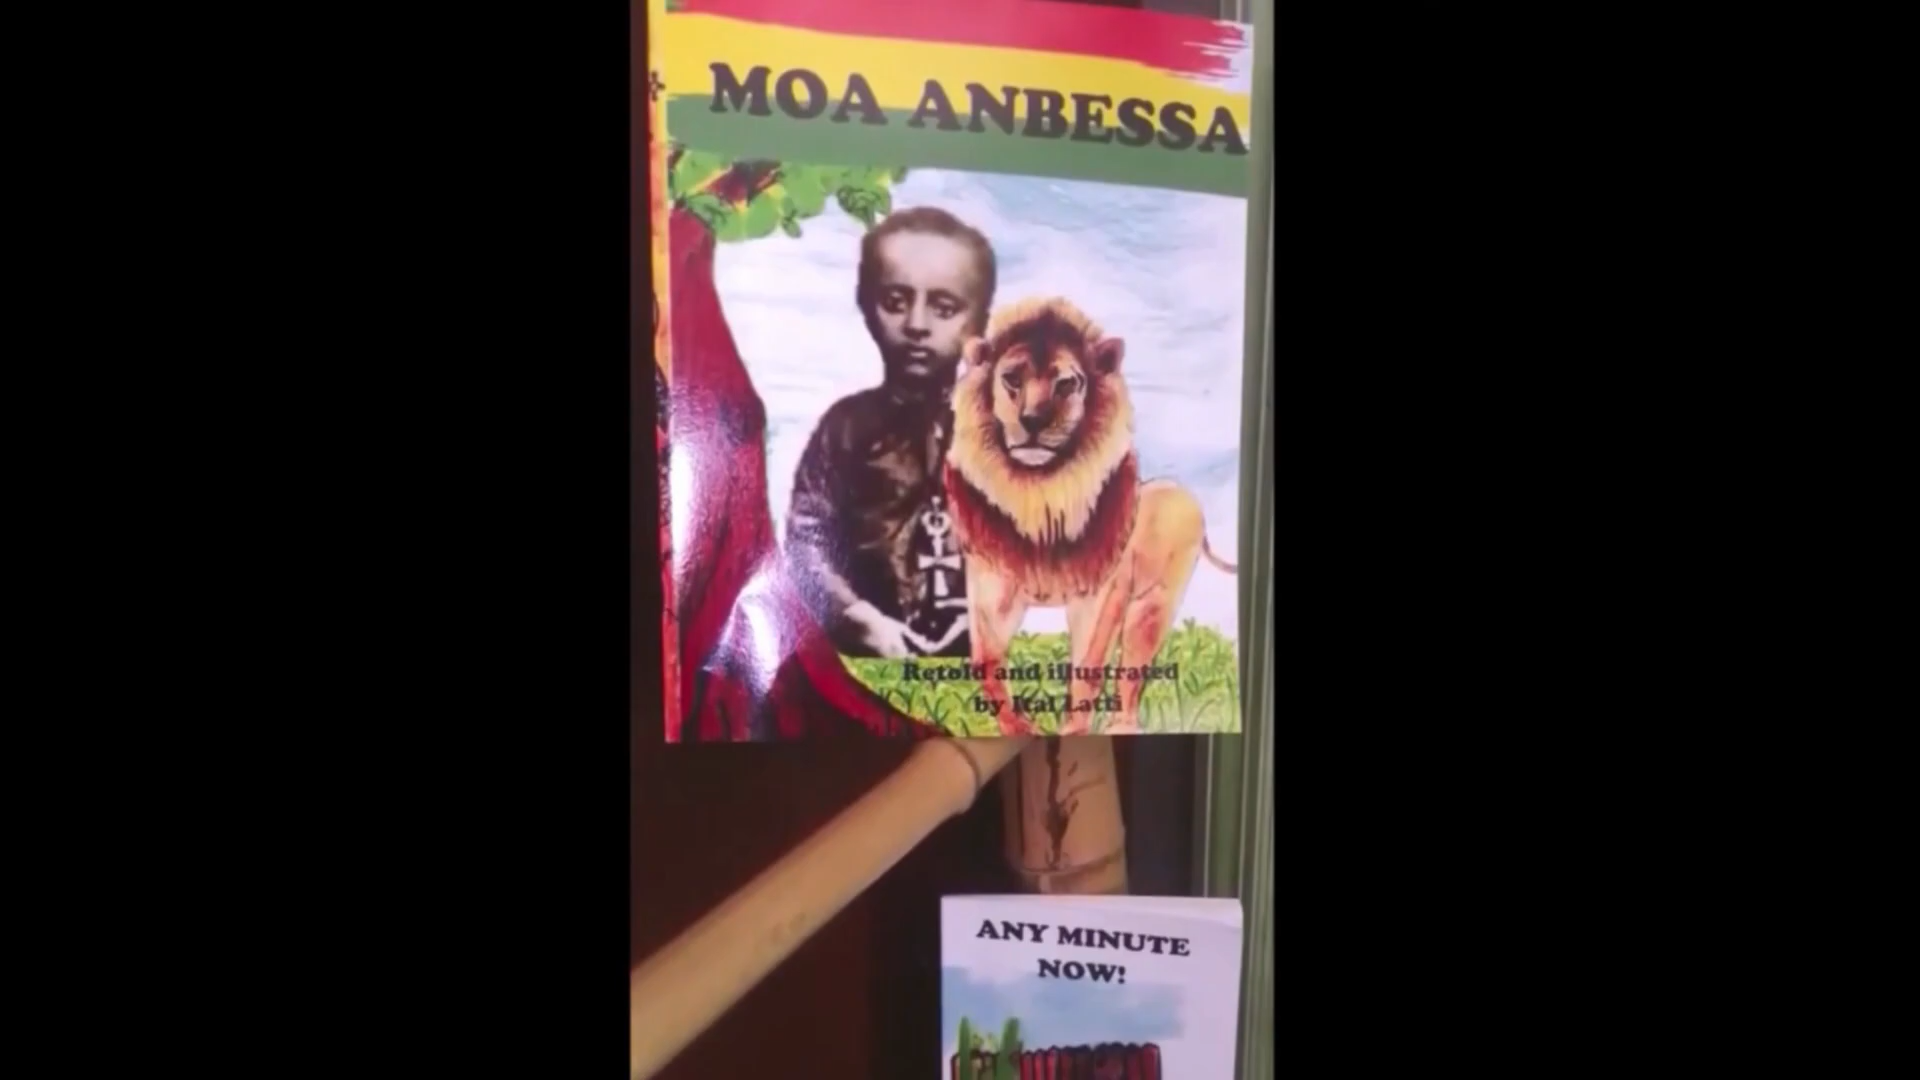 MOA ANBESSA
Retold and illustrated
by Ital Latti
ANY MINUTE
NOW!